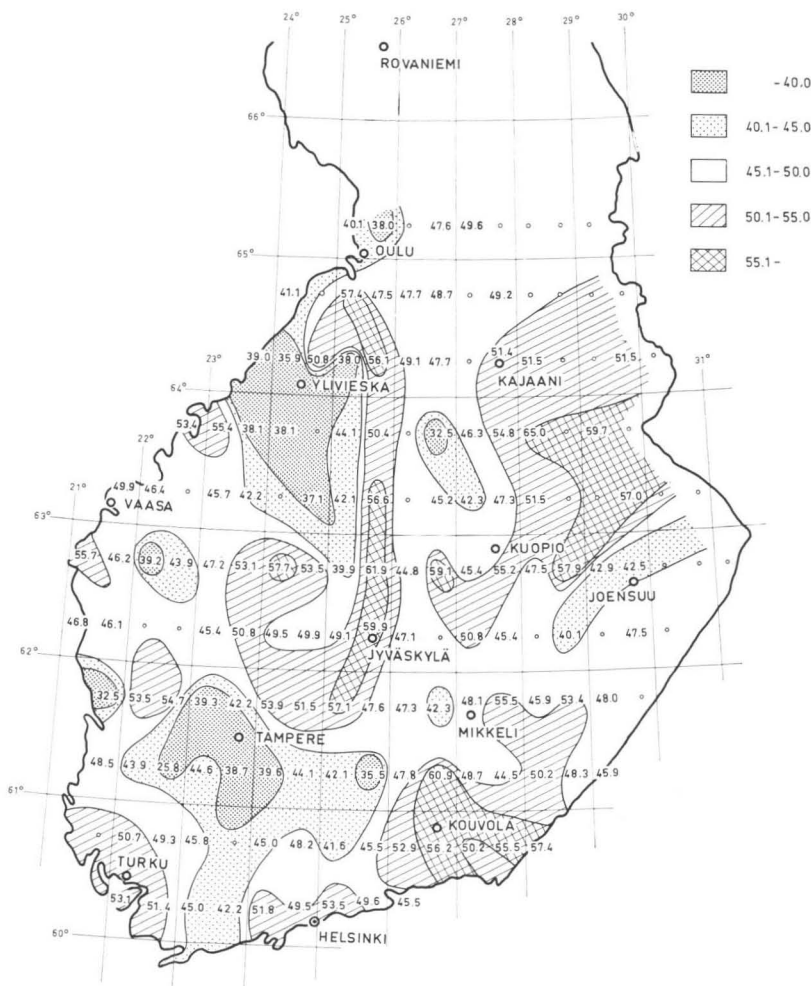 24° 25° 26° 27° 28° 29° 30°
ROVANIEMI
-40.0
66°
40.1-45.0
45.1-50.0
50.1-55.0
55.1-
40.1 38.0 47.6 49.6
OULU
65°
41.1 57.4 47.5 47.7 48.7 49.2
23°
39.0 35.9 50.8 38.0 56.1 49.1 47.7 51.4 51.5 51.5
31°
YLIVIESKA
KAJAANI
64°
53.4 55.4 38.1 38.1 44.1 50.4 32.5 46.3 54.8 65.0 59.7
22°
21°
49.9 46.4 45.7 42.2 37.1 42.1 56.6 45.2 42.3 47.3 51.5 57.0
VAASA
63°
KUOPIO
55.7 46.2 39.2 43.9 47.2 53.1 57.7 53.5 39.9 61.9 44.8 59.1 45.4 55.2 47.5 57.9 42.9 42.5
JOENSUU
46.8 46.1 45.4 50.8 49.5 49.9 49.1 59.9 47.1 50.8 45.4 40.1 47.5
JYVÄSKYLÄ
62°
32.5 53.5 54.7 39.3 42.2 53.9 51.5 57.1 47.6 47.3 42.3 48.1 55.5 45.9 53.4 48.0
MIKKELI
TAMPERE
48.5 43.9 25.8 44.6 38.7 39.6 44.1 42.1 35.5 47.8 60.9 48.7 44.5 50.2 48.3 45.9
61°
KOUVOLA
50.7 49.3 45.8 45.0 48.2 41.6 45.5 52.9 56.2 50.2 55.5 57.4
TURKU
53.1 51.4 45.0 42.2 51.8 49.5 53.5 49.6 45.5
60°
HELSINKI